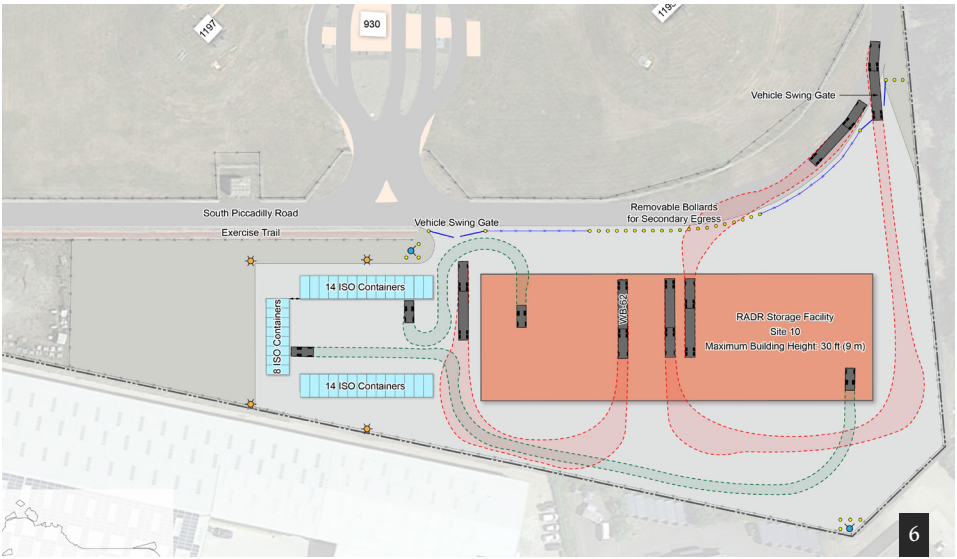 1197
930
1195
Vehicle Swing Gate
South Piccadilly Road
Removable Bollards
for Secondary Egress
Vehicle Swing Gate
Exercise Trail
14 ISO Containers
8 ISO Containers
WB-62
RADR Storage Facility
Site 10
Maximum Building Height: 30 ft (9 m)
14 ISO Containers
6